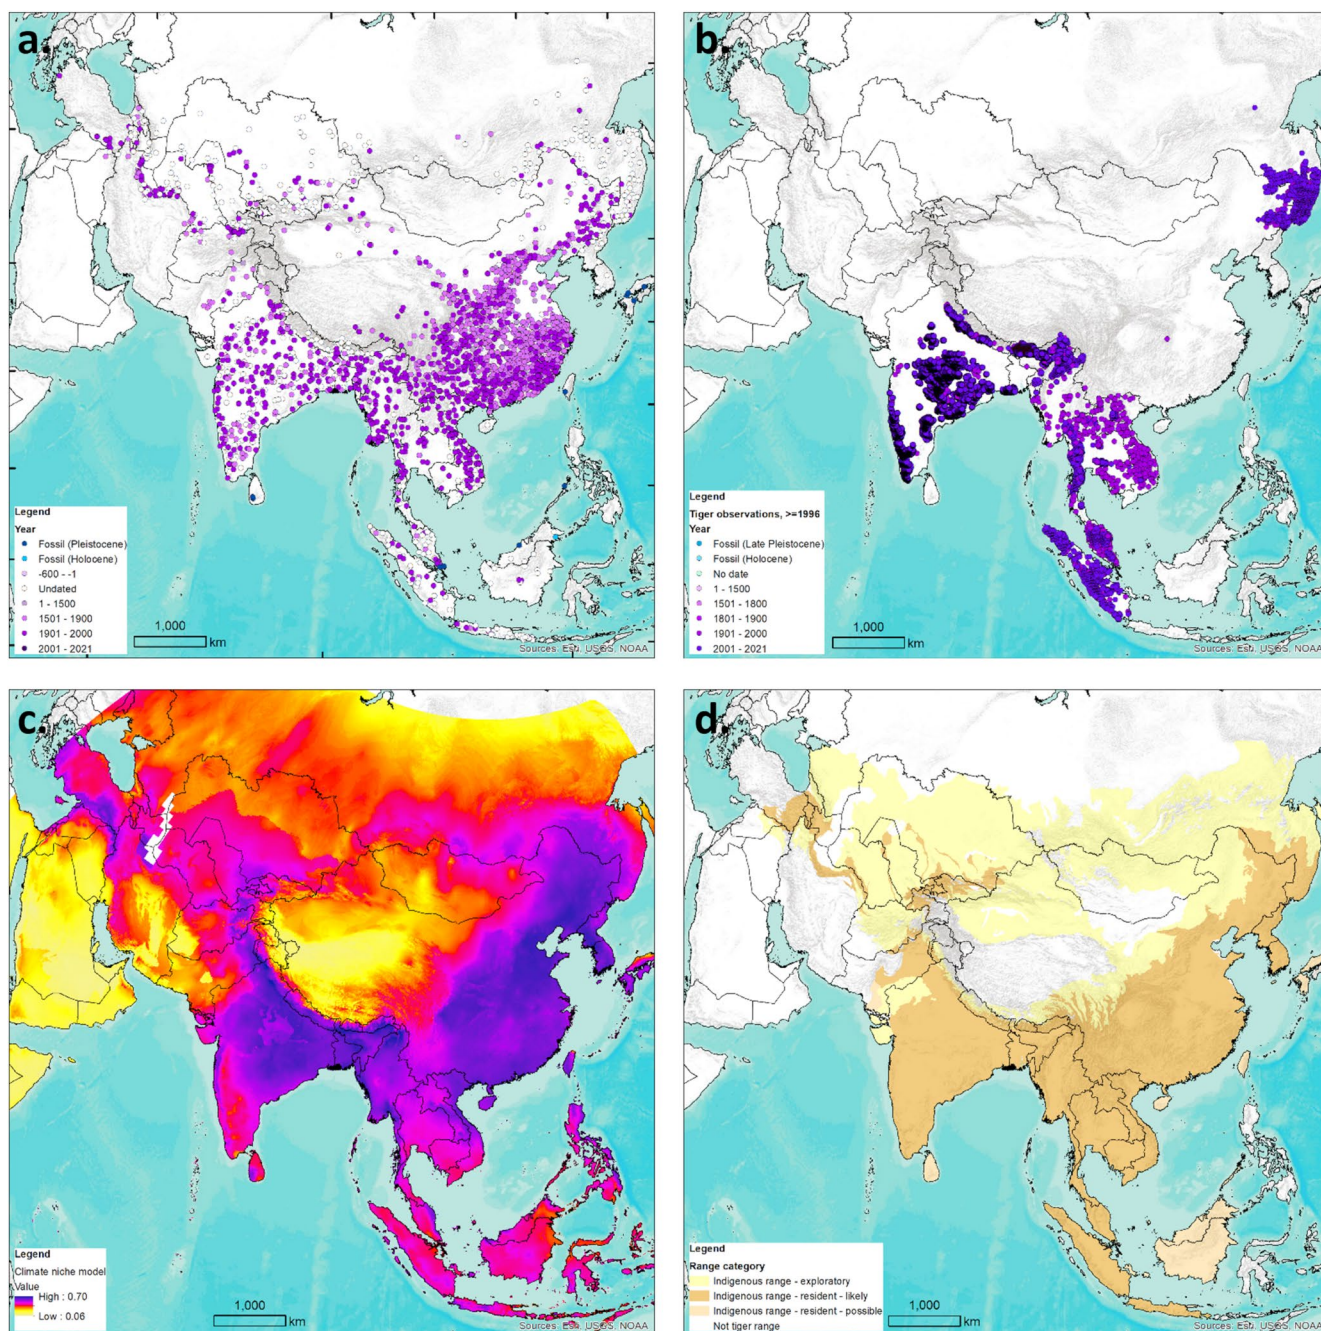 a.
Legend
Year
Fossil (Pleistocene)
Fossil (Holocene)
-600 - -1
Undated
1 - 1500
1501 - 1900
1901 - 2000
2001 - 2021
1,000
km
Sources: Esri, USGS, NOAA
b.
Legend
Tiger observations, >=1996
Year
Fossil (Late Pleistocene)
Fossil (Holocene)
No date
1 - 1500
1501 - 1800
1801 - 1900
1901 - 2000
2001 - 2021
1,000
km
Sources: Esri, USGS, NOAA
c.
Legend
Climate niche model
Value
High : 0.70
Low : 0.06
1,000
km
Sources: Esri, USGS, NOAA
d.
Legend
Range category
Indigenous range - exploratory
Indigenous range - resident - likely
Indigenous range - resident - possible
Not tiger range
1,000
km
Sources: Esri, USGS, NOAA